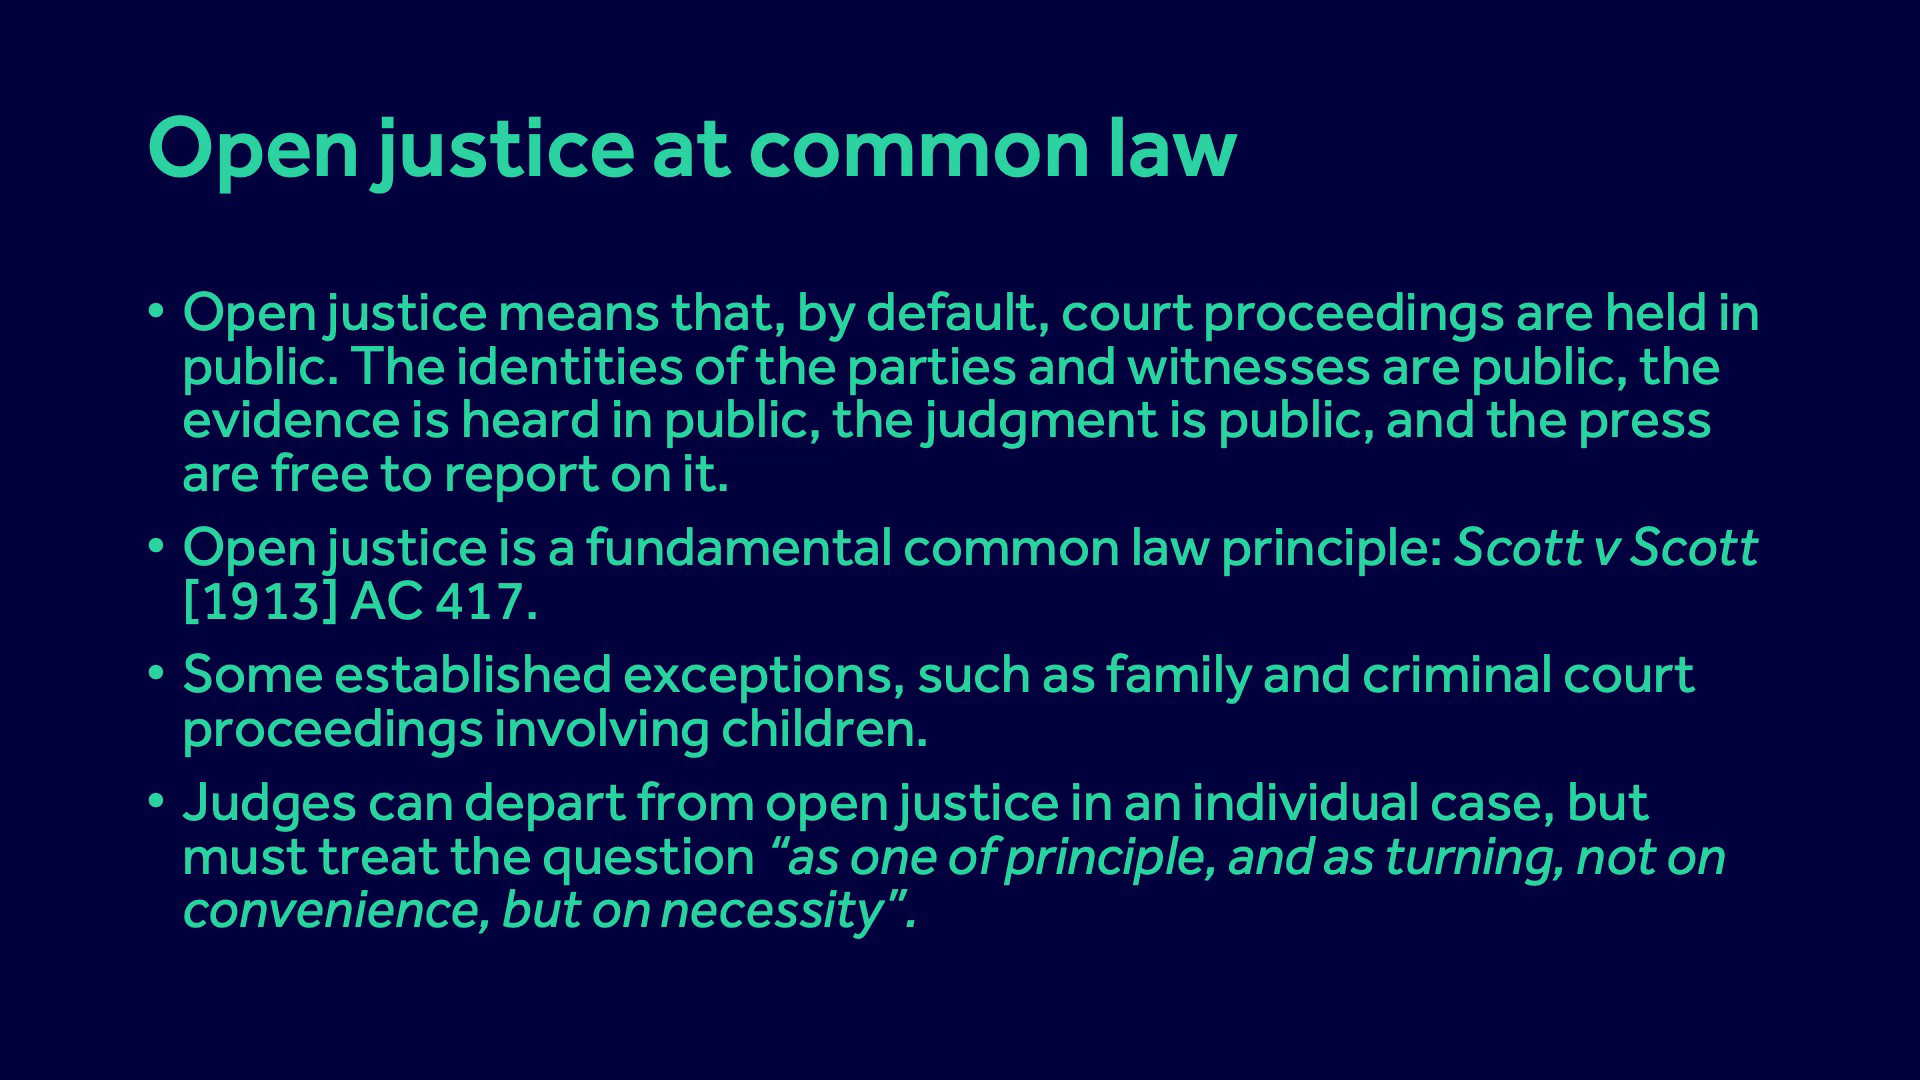 Open justice at common law
• Open justice means that, by default, court proceedings are held in
public. The identities of the parties and witnesses are public, the
evidence is heard in public, the judgment is public, and the press
are free to report on it.
• Open justice is a fundamental common law principle: Scott v Scott
[1913] AC 417.
• Some established exceptions, such as family and criminal court
proceedings involving children.
• Judges can depart from open justice in an individual case, but
must treat the question “as one of principle, and as turning, not on
convenience, but on necessity”.